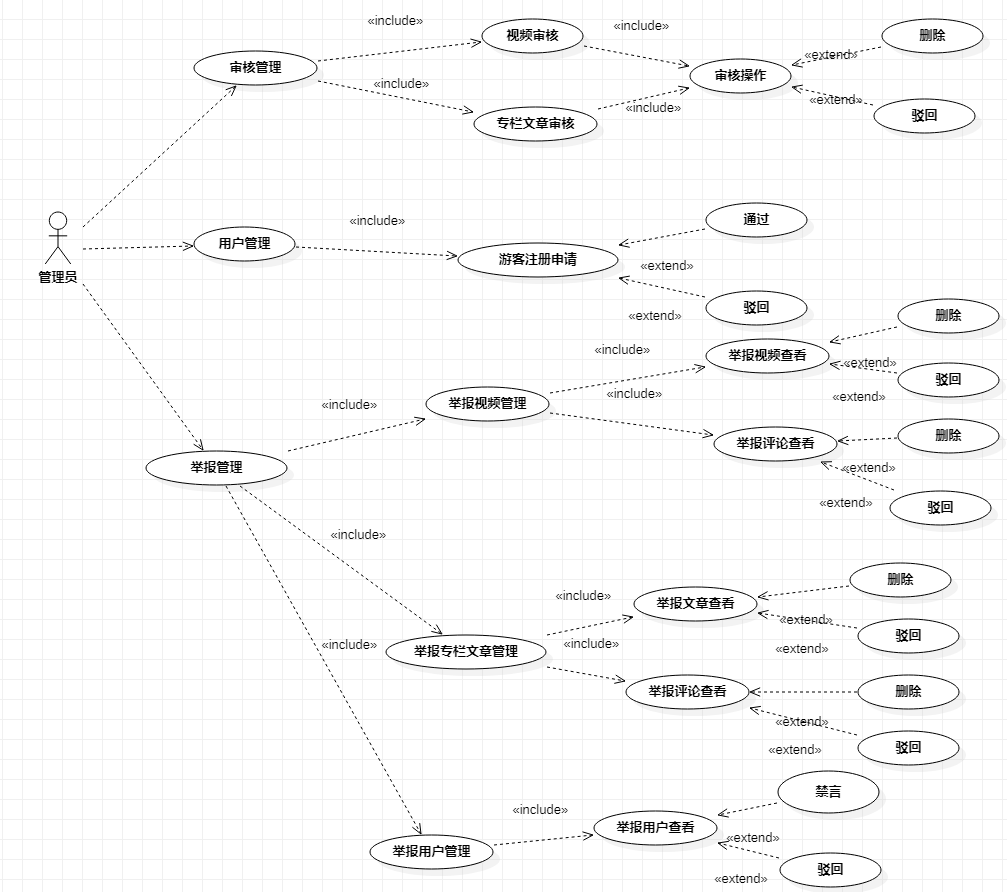 «include»
视频审核
«include»
删除
审核管理
«extend»
审核操作
«include»
«extend»
«include»
驳回
专栏文章审核
管理员
用户管理
«include»
游客注册申请
通过
«extend»
驳回
«extend»
举报管理
«include»
举报视频管理
«include»
举报视频查看
删除
«extend»
驳回
«extend»
«include»
举报评论查看
删除
«extend»
驳回
«extend»
«include»
举报专栏文章管理
«include»
举报文章查看
删除
«extend»
驳回
«extend»
«include»
举报评论查看
删除
«extend»
驳回
«extend»
«include»
举报用户管理
«include»
举报用户查看
禁言
«extend»
驳回
«extend»